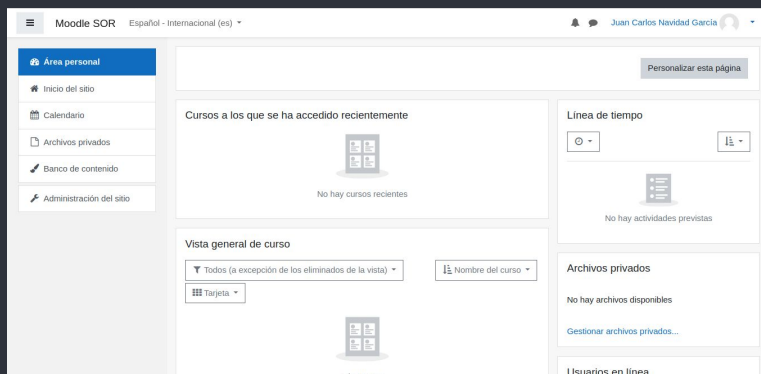 Moodle SOR Español - Internacional (es)
Juan Carlos Navidad García
Área personal
Inicio del sitio
Calendario
Archivos privados
Banco de contenido
Administración del sitio
Personalizar esta página
Cursos a los que se ha accedido recientemente
No hay cursos recientes
Vista general de curso
Todos (a excepción de los eliminados de la vista)
Nombre del curso
Tarjeta
Línea de tiempo
No hay actividades previstas
Archivos privados
No hay archivos disponibles
Gestionar archivos privados...
Usuarios en línea